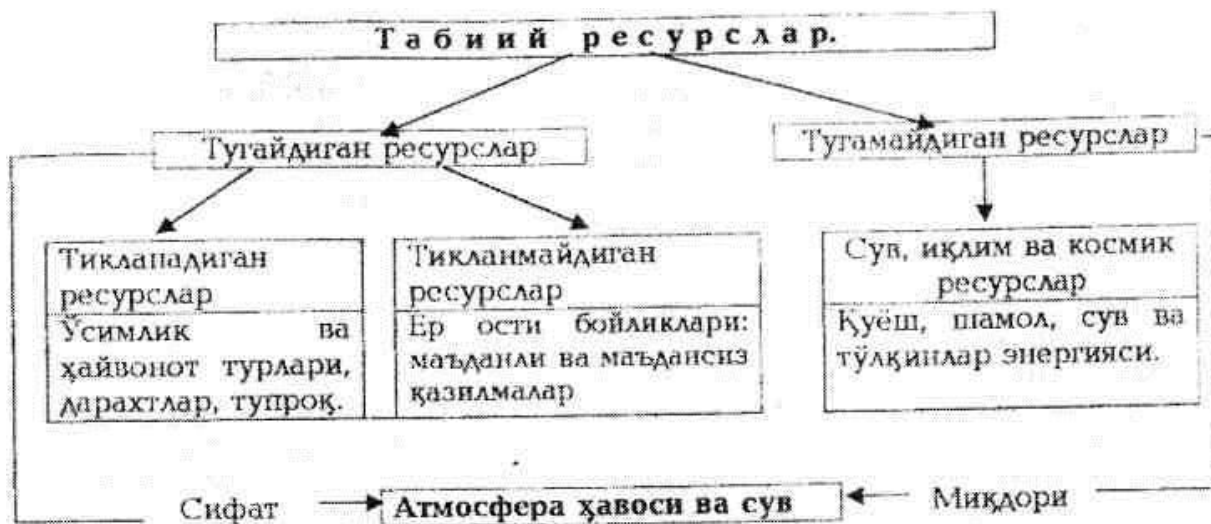 Табиий ресурслар.
Тугайдиган ресурслар
Тугамайдиган ресурслар
Тикланадиган
ресурслар
Ўсимлик ва
ҳайвонот турлари,
дарахтлар, тупроқ.
Тикланмайдиган
ресурслар
Ер ости бойликлари:
маъданли ва маъдансиз
қазилмалар
Сув, иқлим ва космик
ресурслар
Қуёш, шамол, сув ва
тўлқинлар энергияси.
Сифат
Атмосфера ҳавоси ва сув
Миқдори